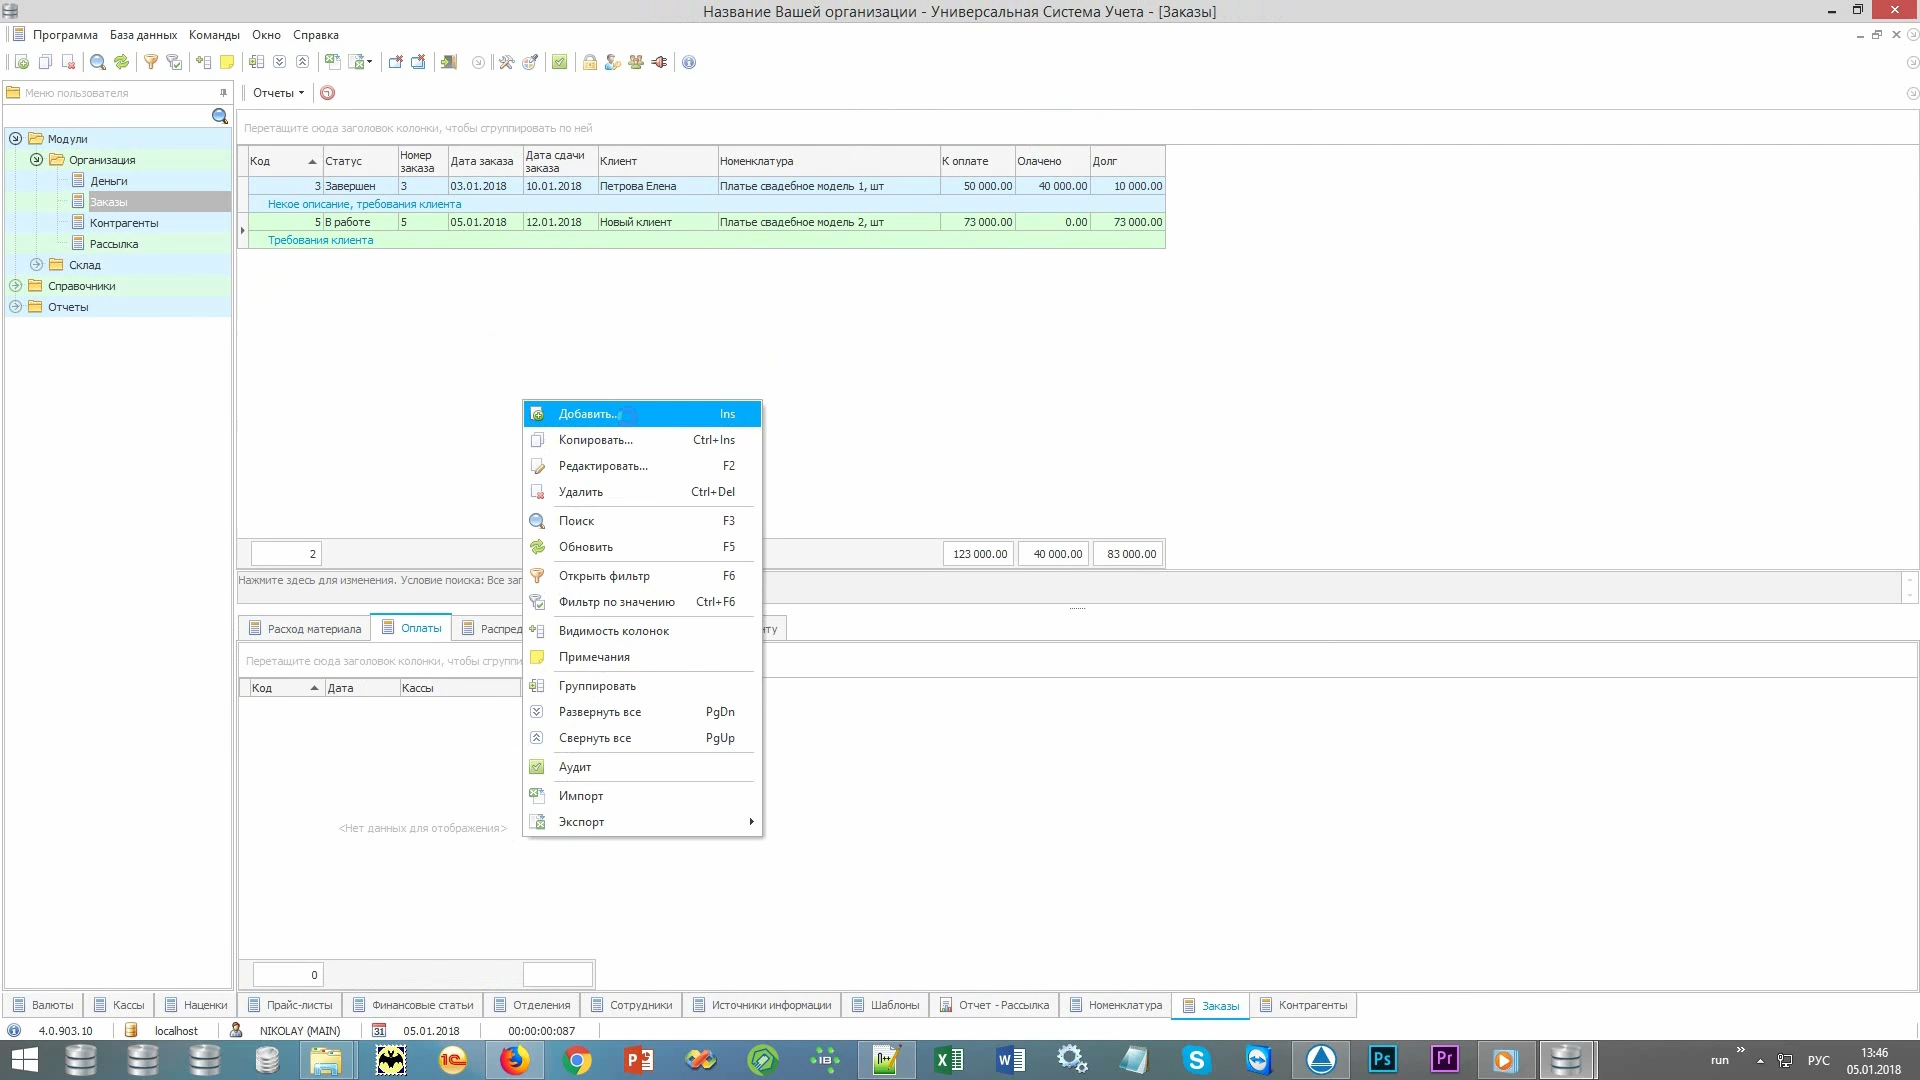 Название Вашей организации - Универсальная Система Учета - [Заказы]
Программа База данных Команды Окно Справка
Меню пользователя
Отчеты
Перетащите сюда заголовок колонки, чтобы сгруппировать по ней
Модули
Организация
Деньги
Заказы
Контрагенты
Рассылка
Склад
Справочники
Отчеты
Код Статус Номер заказа Дата заказа Дата сдачи заказа Клиент Номенклатура К оплате Олачено Долг
3 Завершен 3 03.01.2018 10.01.2018 Петрова Елена Платье свадебное модель 1, шт 50 000.00 40 000.00 10 000.00
Некое описание, требования клиента
5 В работе 5 05.01.2018 12.01.2018 Новый клиент Платье свадебное модель 2, шт 73 000.00 0.00 73 000.00
Требования клиента
Добавить... Ins
Копировать... Ctrl+Ins
Редактировать... F2
Удалить Ctrl+Del
Поиск F3
Обновить F5
Открыть фильтр F6
Фильтр по значению Ctrl+F6
Видимость колонок
Примечания
Группировать
Развернуть все PgDn
Свернуть все PgUp
Аудит
Импорт
Экспорт
2 123 000.00 40 000.00 83 000.00
Нажмите здесь для изменения. Условие поиска: Все зап
Расход материала Оплаты Распред нту
Перетащите сюда заголовок колонки, чтобы сгруппи
Код Дата Кассы
<Нет данных для отображения>
0
Валюты Кассы Наценки Прайс-листы Финансовые статьи Отделения Сотрудники Источники информации Шаблоны Отчет - Рассылка Номенклатура Заказы Контрагенты
4.0.903.10 localhost NIKOLAY (MAIN) 31 05.01.2018 00:00:00:087
run » РУС 13:46
05.01.2018